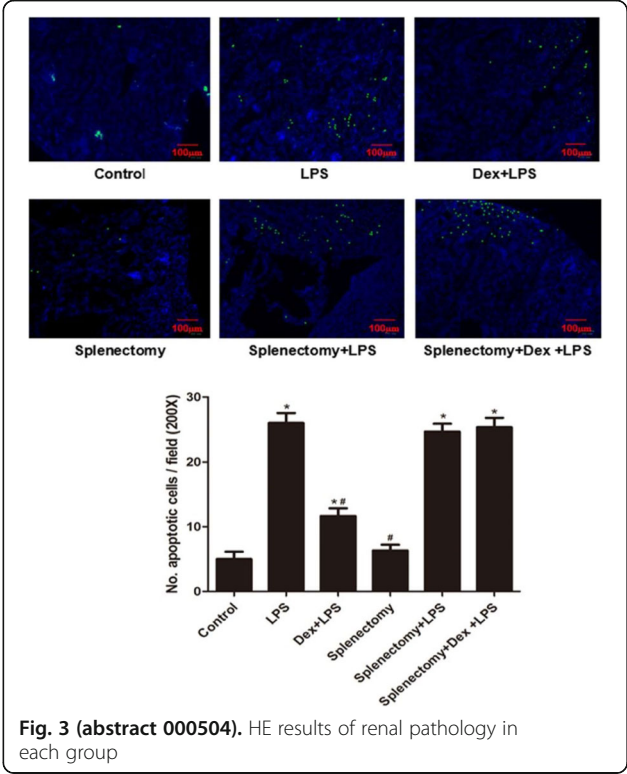 100μm
100μm
100μm
Control
LPS
Dex+LPS
100μm
100μm
100μm
Splenectomy
Splenectomy+LPS
Splenectomy+Dex +LPS
No. apoptotic cells / field (200X)
30
20
10
0
*
* #
#
*
*
Control
LPS
Dex+LPS
Splenectomy
Splenectomy+LPS
Splenectomy+Dex +LPS
Fig. 3 (abstract 000504). HE results of renal pathology in
each group